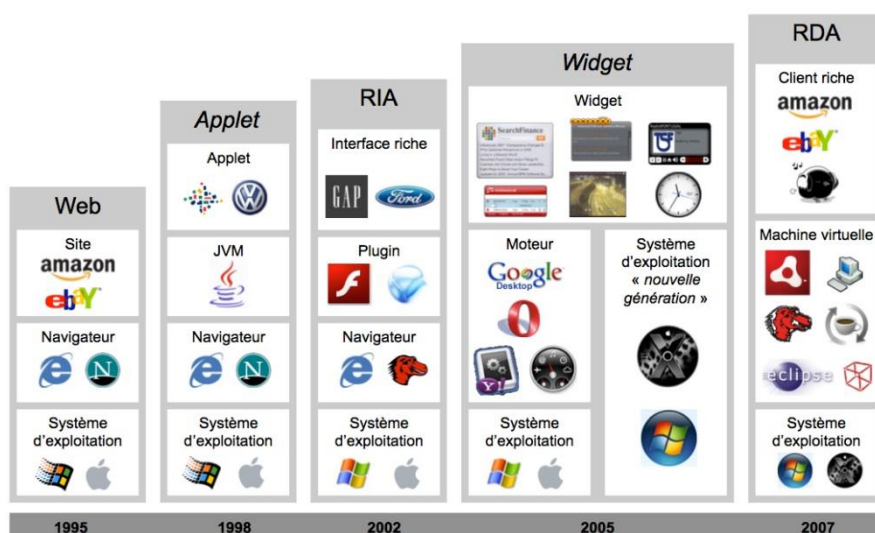 Web
Site
amazon
ebaY
Navigateur
N
Système
d'exploitation
1995
Applet
Applet
JVM
Java
Navigateur
N
Système
d'exploitation
1998
RIA
Interface riche
GAP
Ford
Plugin
Navigateur
Système
d'exploitation
2002
Widget
Widget
SearchFinance
Moteur
Google
Desktop
Y!
Système
d'exploitation
Système
d'exploitation
« nouvelle
génération »
2005
RDA
Client riche
amazon
ebaY
Machine virtuelle
eclipse
Système
d'exploitation
2007